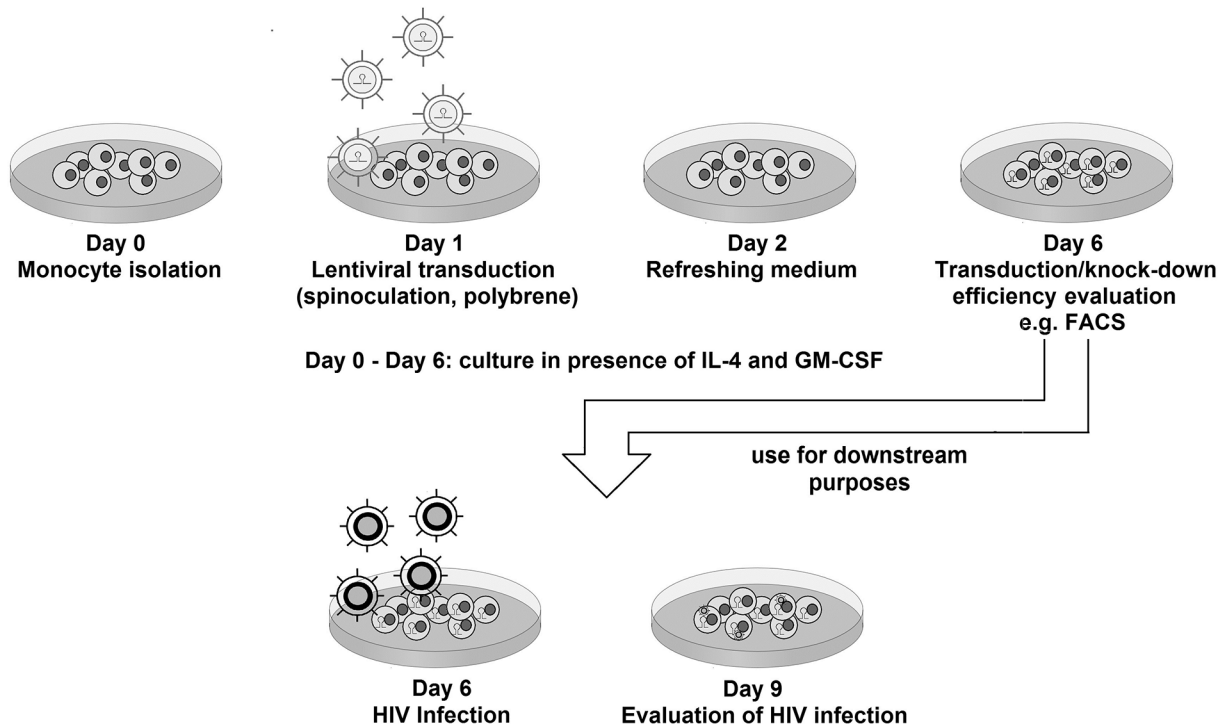 Day 0
Monocyte isolation
Day 1
Lentiviral transduction
(spinoculation, polybrene)
Day 2
Refreshing medium
Day 6
Transduction/knock-down
efficiency evaluation
e.g. FACS
Day 0 - Day 6: culture in presence of IL-4 and GM-CSF
use for downstream
purposes
Day 6
HIV Infection
Day 9
Evaluation of HIV infection